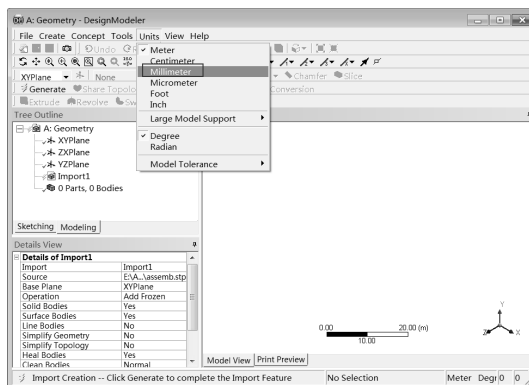 A: Geometry - DesignModeler
File Create Concept Tools Units View Help
Undo
XYPlane None Chamfer Slice
Generate Share Topolo Conversion
Extrude Revolve
Meter
Centimeter
Millimeter
Micrometer
Foot
Inch
Large Model Support
Degree
Radian
Model Tolerance
Tree Outline
A: Geometry
XYPlane
ZXPlane
YZPlane
Import1
0 Parts, 0 Bodies
Sketching Modeling
Details View
Details of Import1
Import Import1
Source E:\A...\assemb.stp
Base Plane XYPlane
Operation Add Frozen
Solid Bodies Yes
Surface Bodies Yes
Line Bodies No
Simplify Geometry No
Simplify Topology No
Heal Bodies Yes
Clean Bodies Normal
0.00 20.00 (m)
10.00
Y
Z X
Model View Print Preview
Import Creation -- Click Generate to complete the Import Feature No Selection Meter Degr 0 0